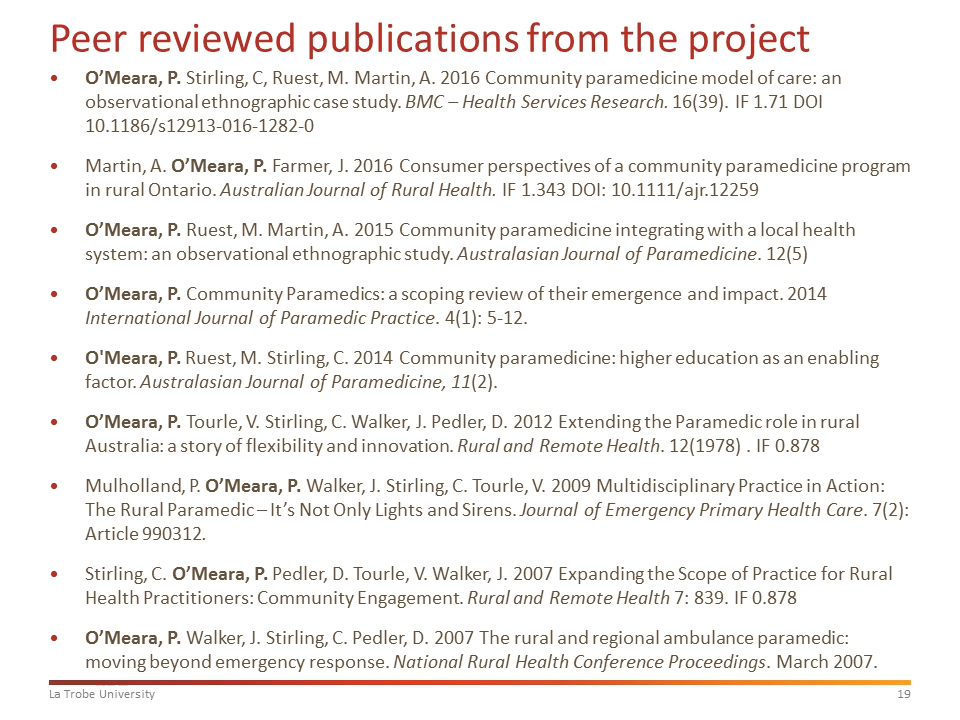 Peer reviewed publications from the project
• O’Meara, P. Stirling, C, Ruest, M. Martin, A. 2016 Community paramedicine model of care: an
observational ethnographic case study. BMC – Health Services Research. 16(39). IF 1.71 DOI
10.1186/s12913-016-1282-0
• Martin, A. O’Meara, P. Farmer, J. 2016 Consumer perspectives of a community paramedicine program
in rural Ontario. Australian Journal of Rural Health. IF 1.343 DOI: 10.1111/ajr.12259
• O’Meara, P. Ruest, M. Martin, A. 2015 Community paramedicine integrating with a local health
system: an observational ethnographic study. Australasian Journal of Paramedicine. 12(5)
• O’Meara, P. Community Paramedics: a scoping review of their emergence and impact. 2014
International Journal of Paramedic Practice. 4(1): 5-12.
• O'Meara, P. Ruest, M. Stirling, C. 2014 Community paramedicine: higher education as an enabling
factor. Australasian Journal of Paramedicine, 11(2).
• O’Meara, P. Tourle, V. Stirling, C. Walker, J. Pedler, D. 2012 Extending the Paramedic role in rural
Australia: a story of flexibility and innovation. Rural and Remote Health. 12(1978) . IF 0.878
• Mulholland, P. O’Meara, P. Walker, J. Stirling, C. Tourle, V. 2009 Multidisciplinary Practice in Action:
The Rural Paramedic – It’s Not Only Lights and Sirens. Journal of Emergency Primary Health Care. 7(2):
Article 990312.
• Stirling, C. O’Meara, P. Pedler, D. Tourle, V. Walker, J. 2007 Expanding the Scope of Practice for Rural
Health Practitioners: Community Engagement. Rural and Remote Health 7: 839. IF 0.878
• O’Meara, P. Walker, J. Stirling, C. Pedler, D. 2007 The rural and regional ambulance paramedic:
moving beyond emergency response. National Rural Health Conference Proceedings. March 2007.
La Trobe University 19